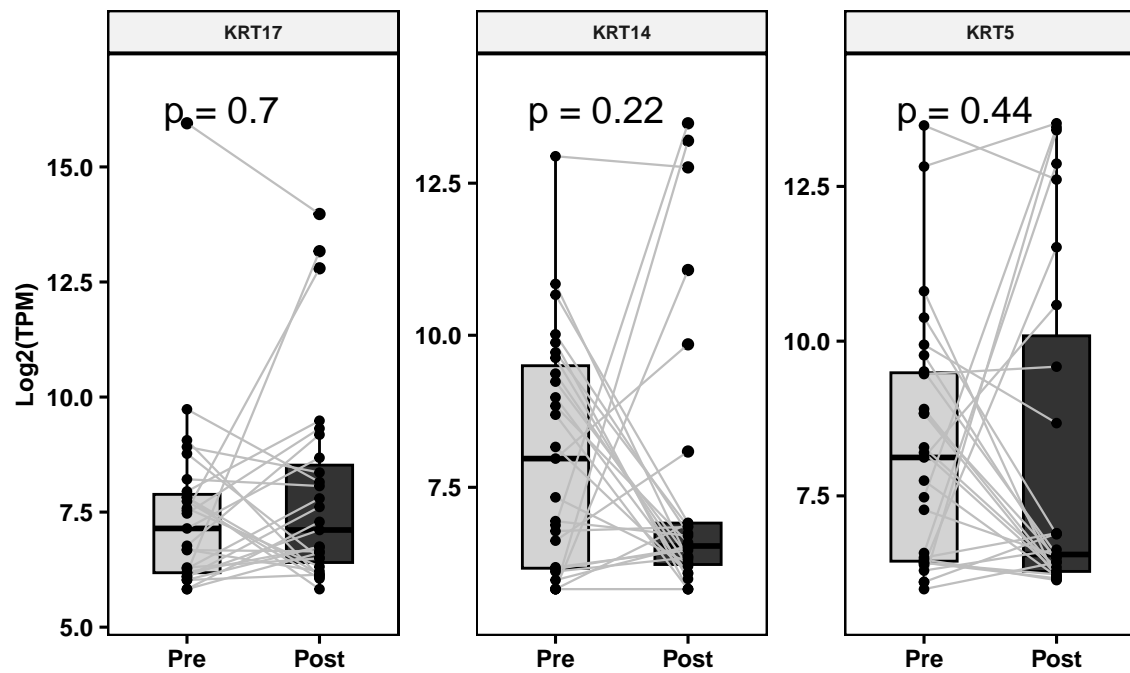 KRT17
KRT14
KRT5
p = 0.7
p = 0.22
p = 0.44
Log2(TPM)
15.0
12.5
10.0
7.5
5.0
12.5
10.0
7.5
12.5
10.0
7.5
Pre
Post
Pre
Post
Pre
Post